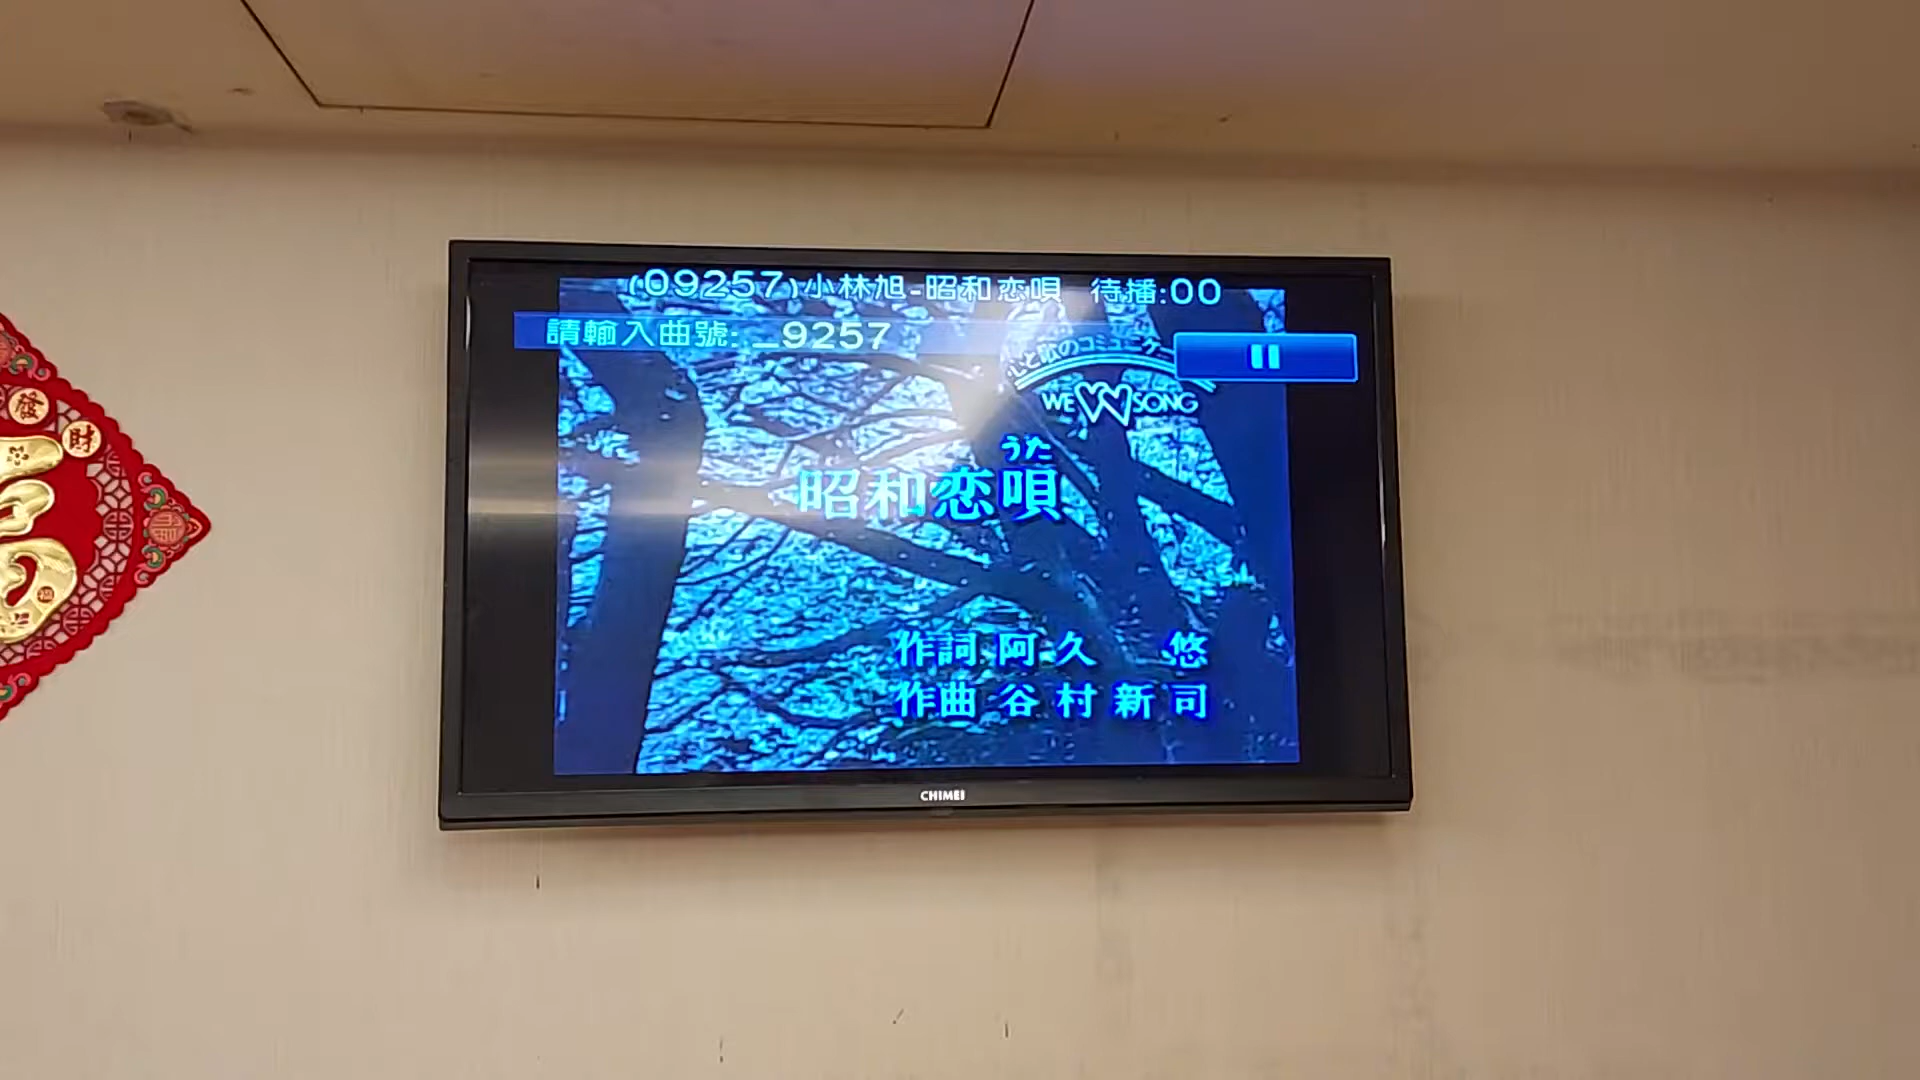 (09257)小林旭-昭和恋唄 待播:00
請輸入曲號:_9257
心と歌のコミュニケー
WE SONG
うた
昭和恋唄
作詞 阿久 悠
作曲 谷村新司
CHIMEI
財